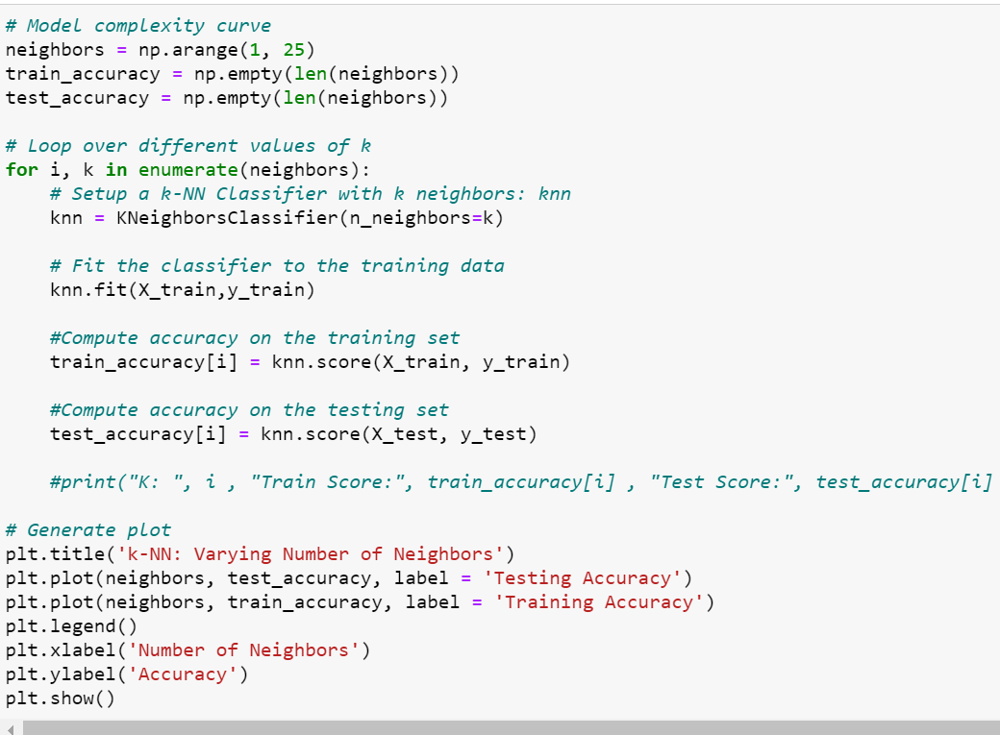 # Model complexity curve
neighbors = np.arange(1, 25)
train_accuracy = np.empty(len(neighbors))
test_accuracy = np.empty(len(neighbors))
# Loop over different values of k
for i, k in enumerate(neighbors):
    # Setup a k-NN Classifier with k neighbors: knn
    knn = KNeighborsClassifier(n_neighbors=k)
    # Fit the classifier to the training data
    knn.fit(X_train,y_train)
    #Compute accuracy on the training set
    train_accuracy[i] = knn.score(X_train, y_train)
    #Compute accuracy on the testing set
    test_accuracy[i] = knn.score(X_test, y_test)
    #print("K: ", i , "Train Score:", train_accuracy[i] , "Test Score:", test_accuracy[i]
# Generate plot
plt.title('k-NN: Varying Number of Neighbors')
plt.plot(neighbors, test_accuracy, label = 'Testing Accuracy')
plt.plot(neighbors, train_accuracy, label = 'Training Accuracy')
plt.legend()
plt.xlabel('Number of Neighbors')
plt.ylabel('Accuracy')
plt.show()